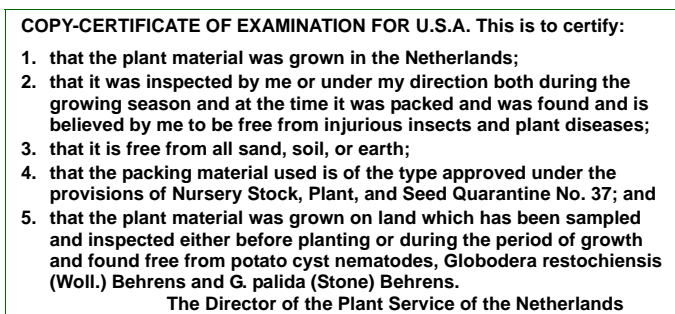 COPY-CERTIFICATE OF EXAMINATION FOR U.S.A. This is to certify:
1. that the plant material was grown in the Netherlands;
2. that it was inspected by me or under my direction both during the
growing season and at the time it was packed and was found and is
believed by me to be free from injurious insects and plant diseases;
3. that it is free from all sand, soil, or earth;
4. that the packing material used is of the type approved under the
provisions of Nursery Stock, Plant, and Seed Quarantine No. 37; and
5. that the plant material was grown on land which has been sampled
and inspected either before planting or during the period of growth
and found free from potato cyst nematodes, Globodera restochiensis
(Woll.) Behrens and G. palida (Stone) Behrens.
The Director of the Plant Service of the Netherlands